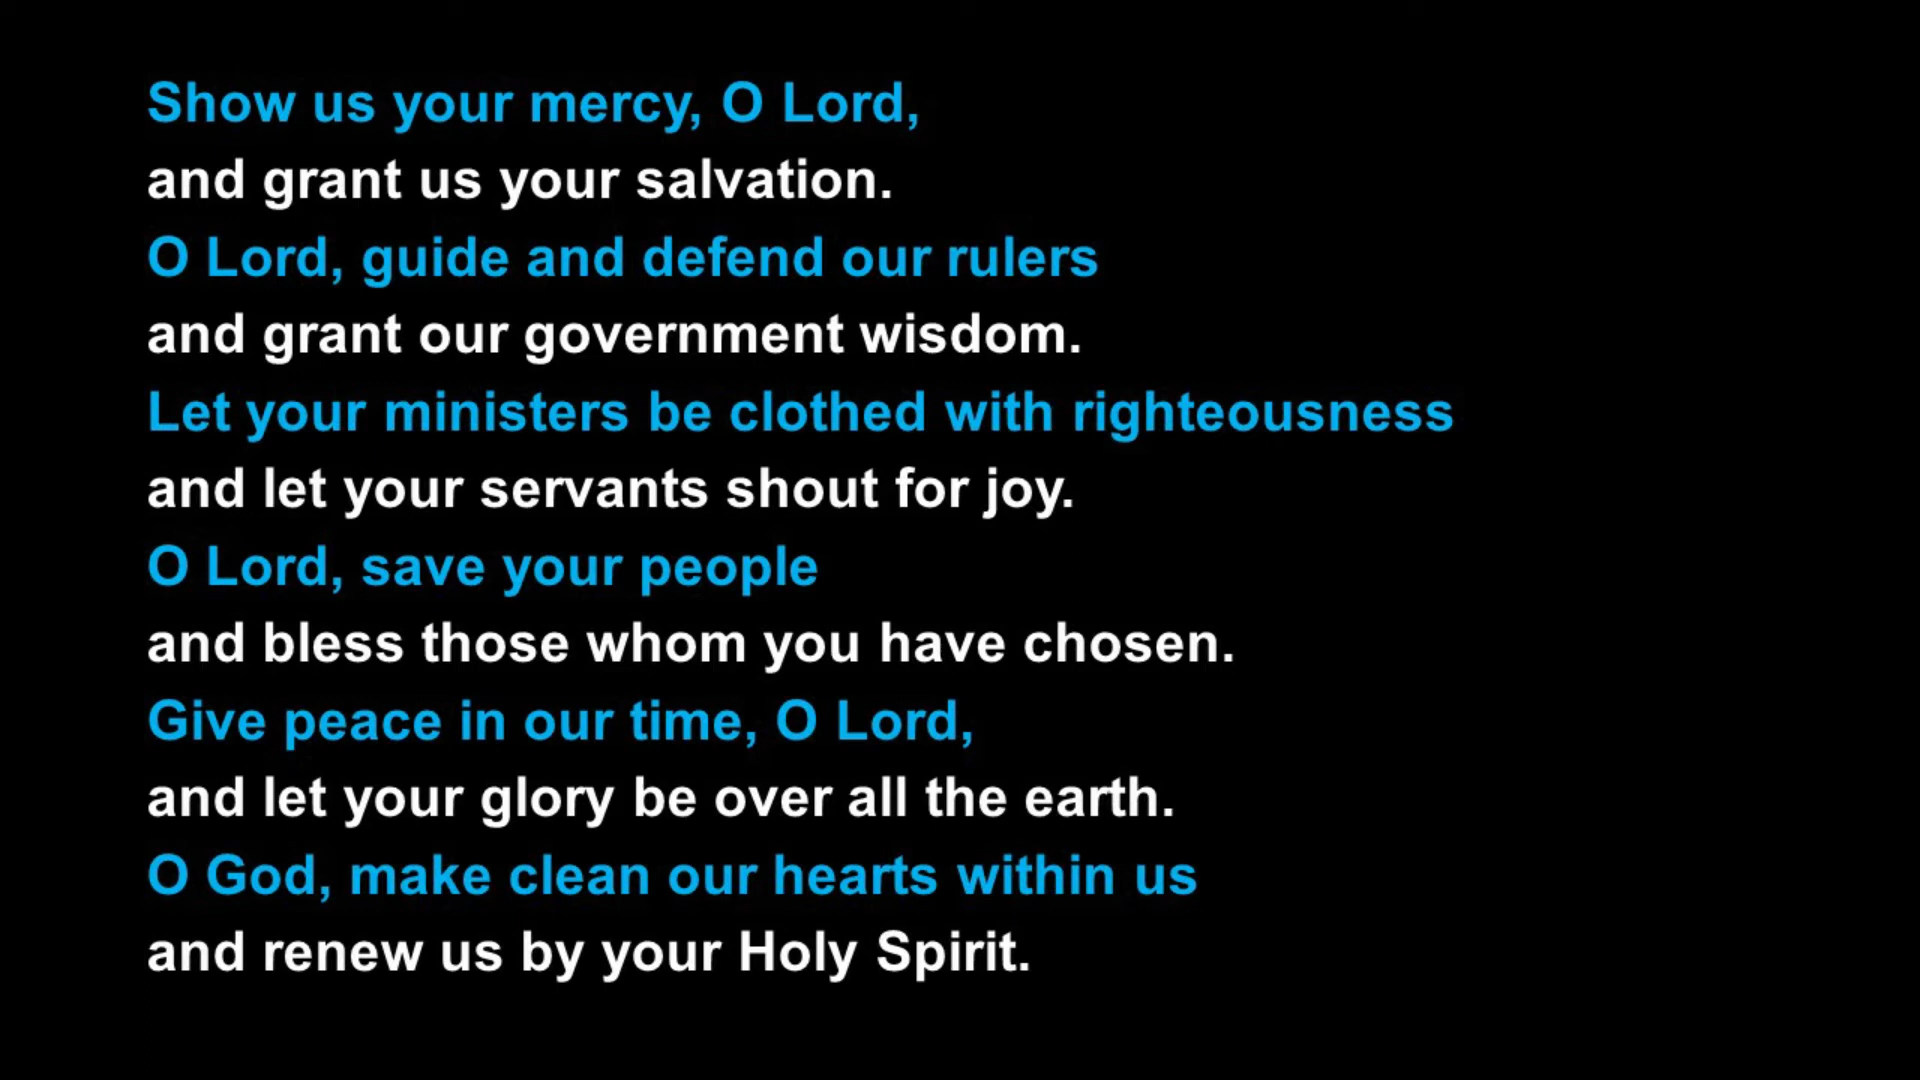 Show us your mercy, O Lord,
and grant us your salvation.
O Lord, guide and defend our rulers
and grant our government wisdom.
Let your ministers be clothed with righteousness
and let your servants shout for joy.
O Lord, save your people
and bless those whom you have chosen.
Give peace in our time, O Lord,
and let your glory be over all the earth.
O God, make clean our hearts within us
and renew us by your Holy Spirit.